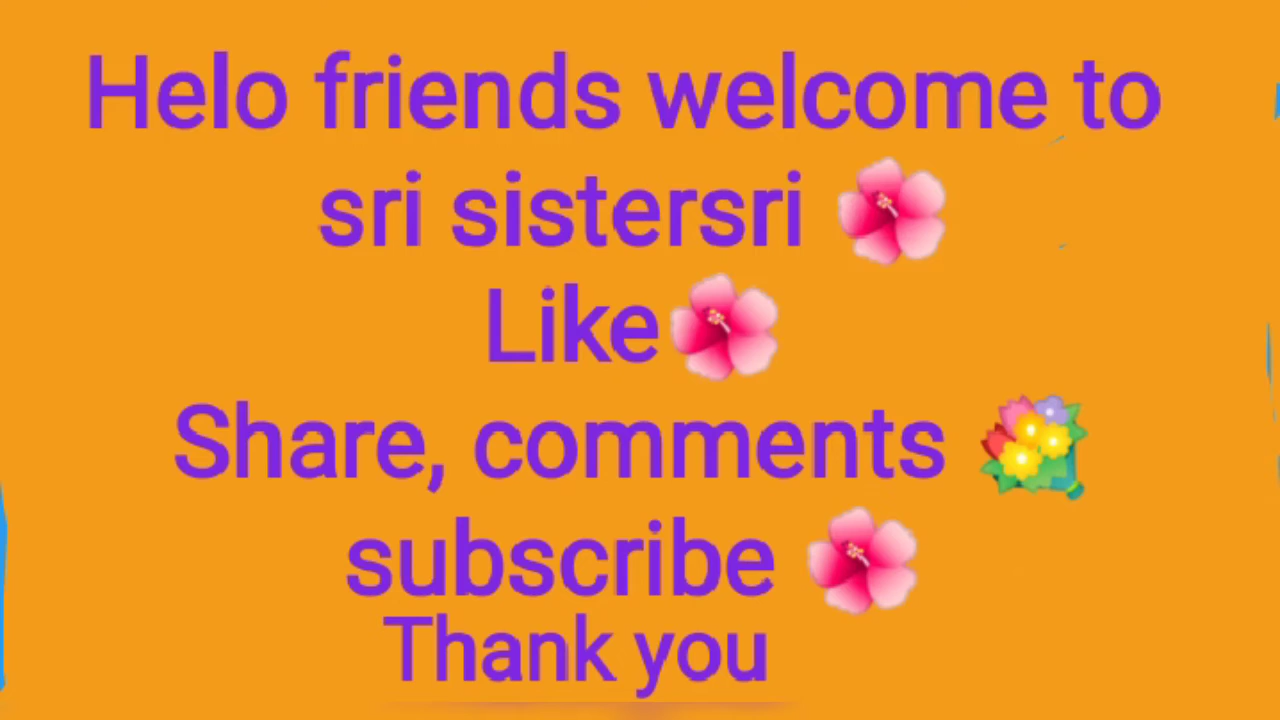 Helo friends welcome to
sri sistersri 🌺
Like🌺
Share, comments 💐
subscribe 🌺
Thank you